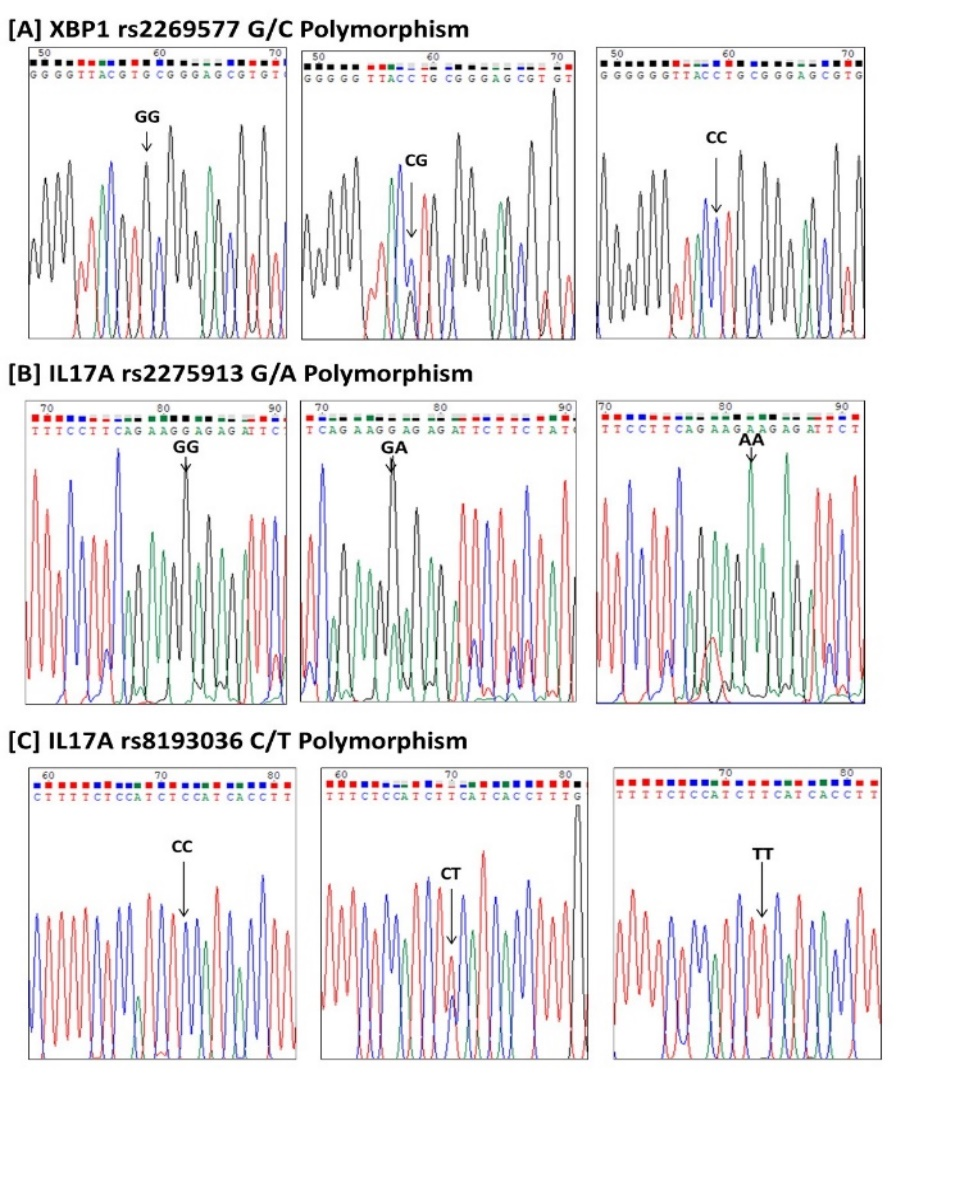 [A] XBP1 rs2269577 G/C Polymorphism
50 60 70
GGGGTTACGTGCGGGAGCGTGT
GG
50 60 70
GGGGGTTACCTGCGGGAGCGTGT
CG
50 60 70
GGGGGGTTACCTGCGGGAGCGTG
CC
[B] IL17A rs2275913 G/A Polymorphism
70 80 90
TTTCCTTCAGAAGGAGAGATTC
GG
70 80 90
TCAGAAGGAGAGATTCTTCTAT
GA
70 80 90
TTCCTTCAGAAGAAGAGATTCT
AA
[C] IL17A rs8193036 C/T Polymorphism
60 70 80
CTTTTCTCCATCTCCATCACCTT
CC
60 70 80
TTTCTCCATCTTCATCACCTTTG
CT
70 80
TTTTCTCCATCTTCATCACCTT
TT